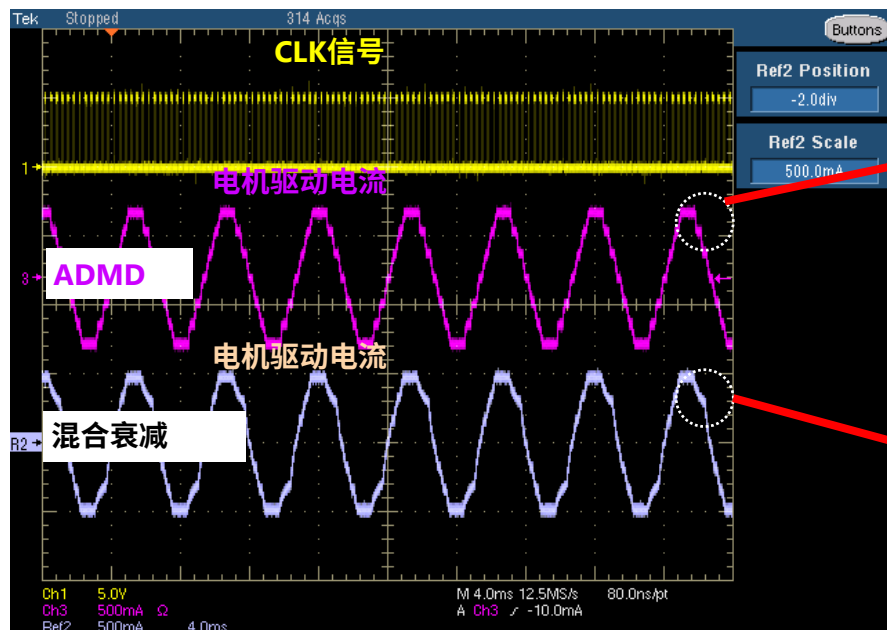 Tek Stopped 314 Acqs
Buttons
CLK信号
Ref2 Position
-2.0div
Ref2 Scale
500.0mA
1
电机驱动电流
3
ADMD
电机驱动电流
R2
混合衰减
Ch1 5.0V
M 4.0ms 12.5MS/s 80.0ns/pt
Ch3 500mA Ω
A Ch3 ∕ -10.0mA
Ref2 500mA 4.0ms